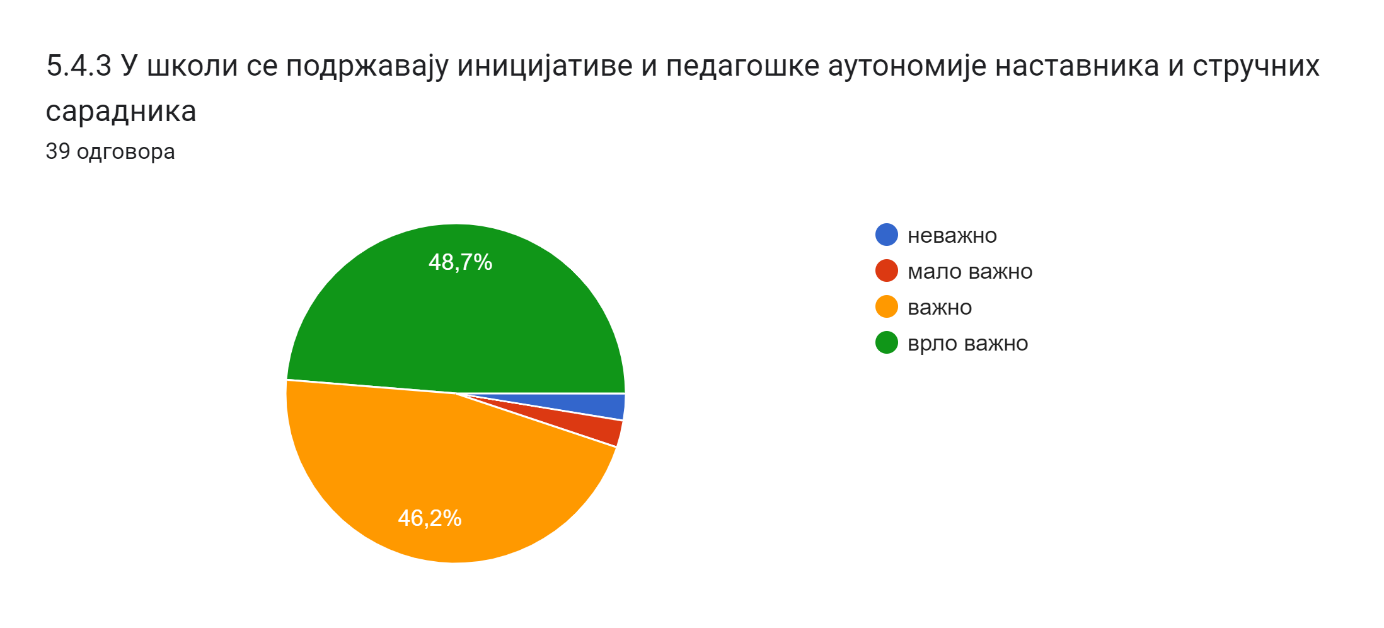 5.4.3 У школи се подржавају иницијативе и педагошке аутономије наставника и стручних
сарадника
39 одговора
48,7%
46,2%
неважно
мало важно
важно
врло важно